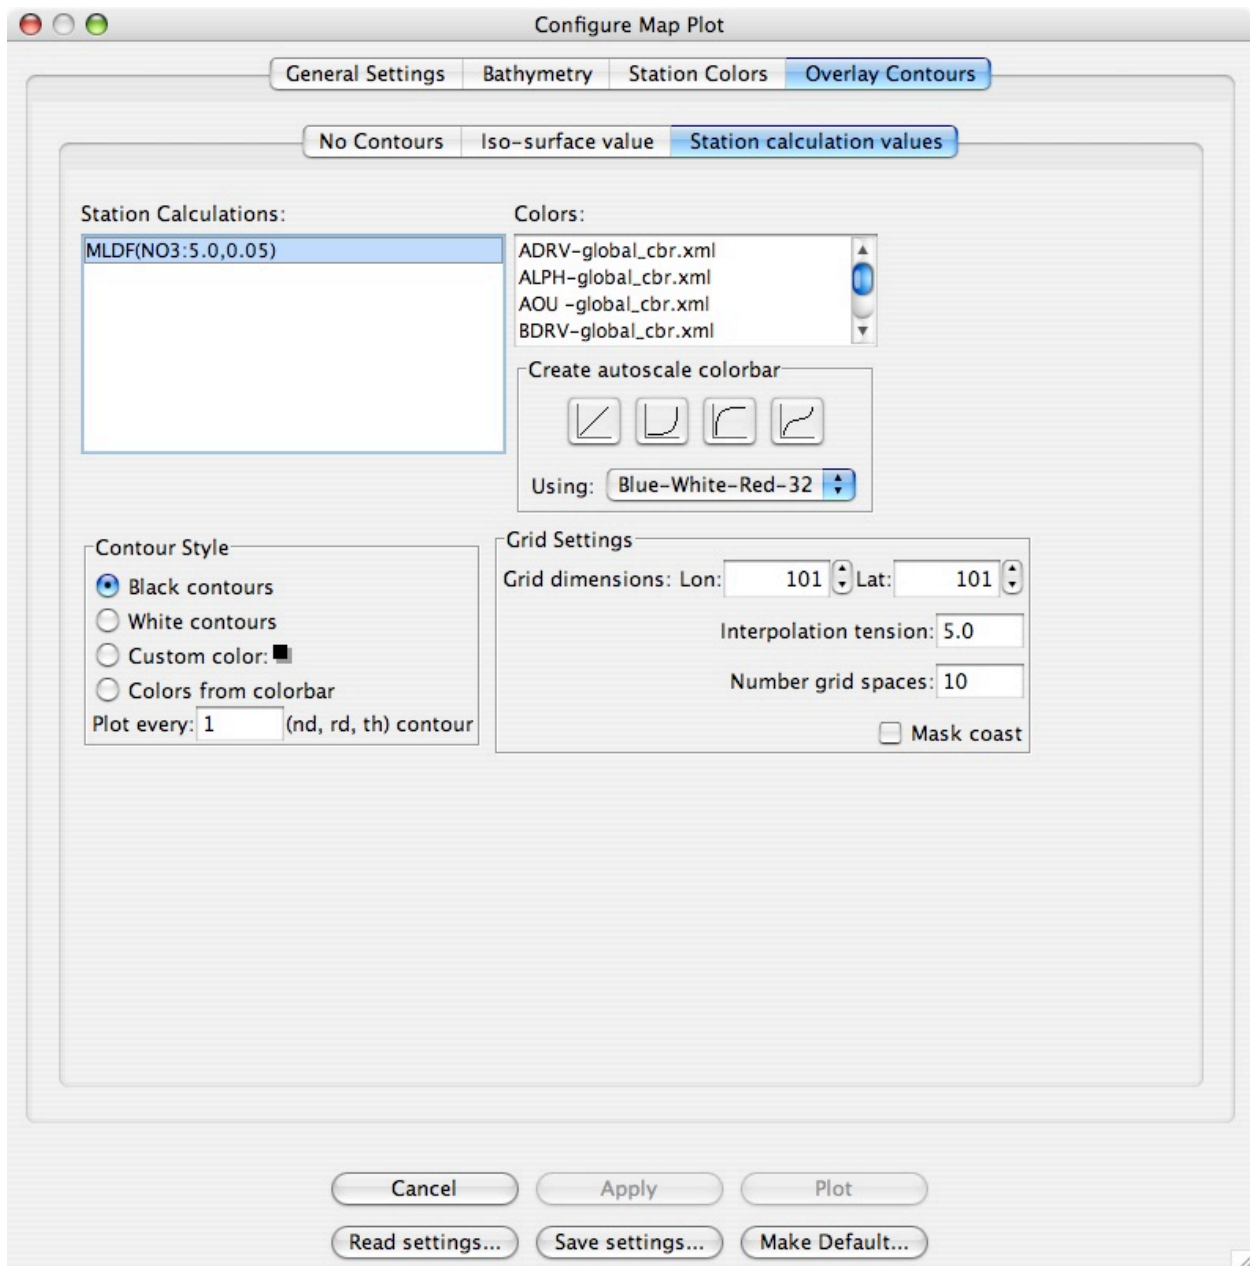 Configure Map Plot
General Settings Bathymetry Station Colors Overlay Contours
No Contours Iso-surface value Station calculation values
Station Calculations:
MLDF(NO3:5.0,0.05)
Colors:
ADRV-global_cbr.xml
ALPH-global_cbr.xml
AOU -global_cbr.xml
BDRV-global_cbr.xml
Create autoscale colorbar
Using: Blue-White-Red-32
Contour Style
Black contours
White contours
Custom color:
Colors from colorbar
Plot every: 1 (nd, rd, th) contour
Grid Settings
Grid dimensions: Lon: 101 Lat: 101
Interpolation tension: 5.0
Number grid spaces: 10
Mask coast
Cancel Apply Plot
Read settings... Save settings... Make Default...